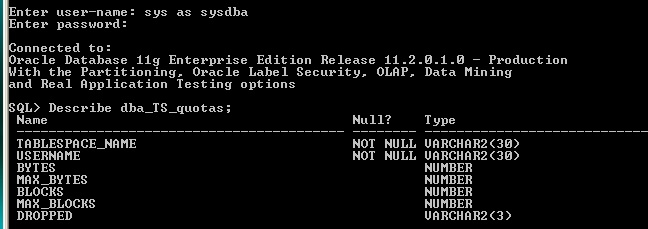 Enter user-name: sys as sysdba
Enter password:
Connected to:
Oracle Database 11g Enterprise Edition Release 11.2.0.1.0 - Production
With the Partitioning, Oracle Label Security, OLAP, Data Mining
and Real Application Testing options
SQL> Describe dba_TS_quotas;
Name Null? Type
TABLESPACE_NAME NOT NULL VARCHAR2(30)
USERNAME NOT NULL VARCHAR2(30)
BYTES NUMBER
MAX_BYTES NUMBER
BLOCKS NUMBER
MAX_BLOCKS NUMBER
DROPPED VARCHAR2(3)